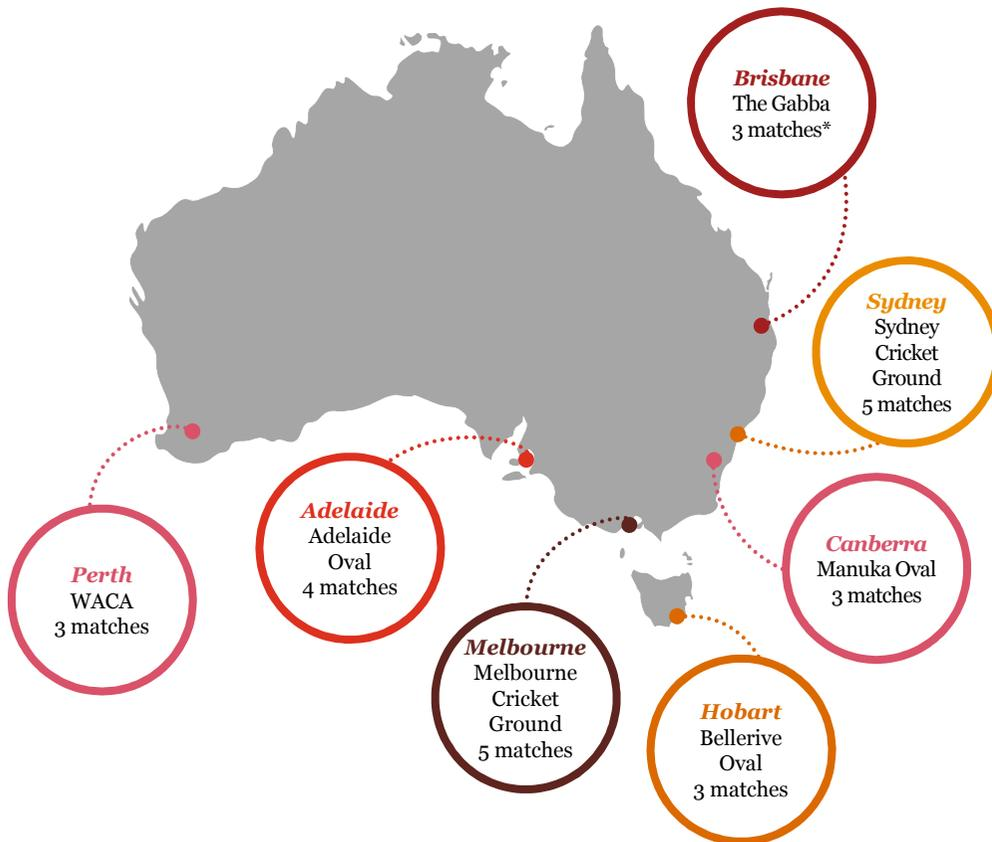 Brisbane
The Gabba
3 matches*
Sydney
Sydney
Cricket
Ground
5 matches
Adelaide
Adelaide
Oval
4 matches
Canberra
Manuka Oval
3 matches
Perth
WACA
3 matches
Melbourne
Melbourne
Cricket
Ground
5 matches
Hobart
Bellerive
Oval
3 matches